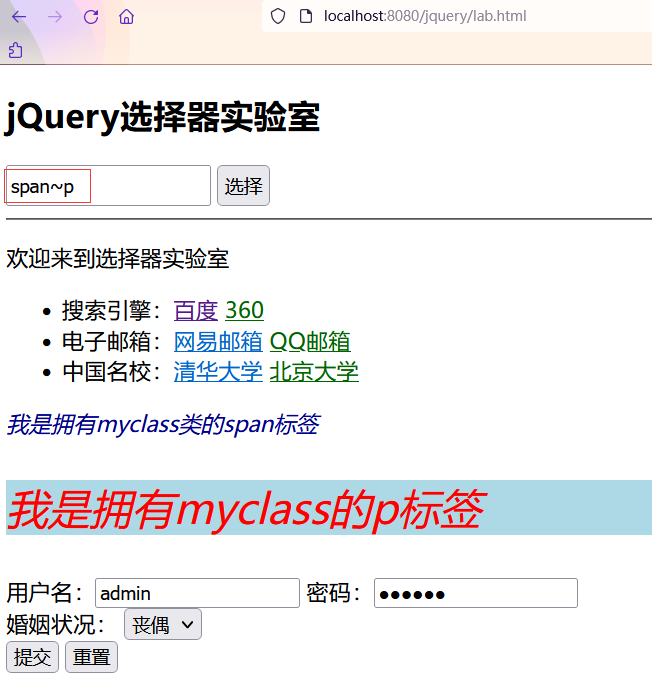 localhost:8080/jquery/lab.html
jQuery选择器实验室
span~p 选择
欢迎来到选择器实验室
搜索引擎：百度 360
电子邮箱：网易邮箱 QQ邮箱
中国名校：清华大学 北京大学
我是拥有myclass类的span标签
我是拥有myclass的p标签
用户名：admin 密码：●●●●●●
婚姻状况： 丧偶
提交 重置